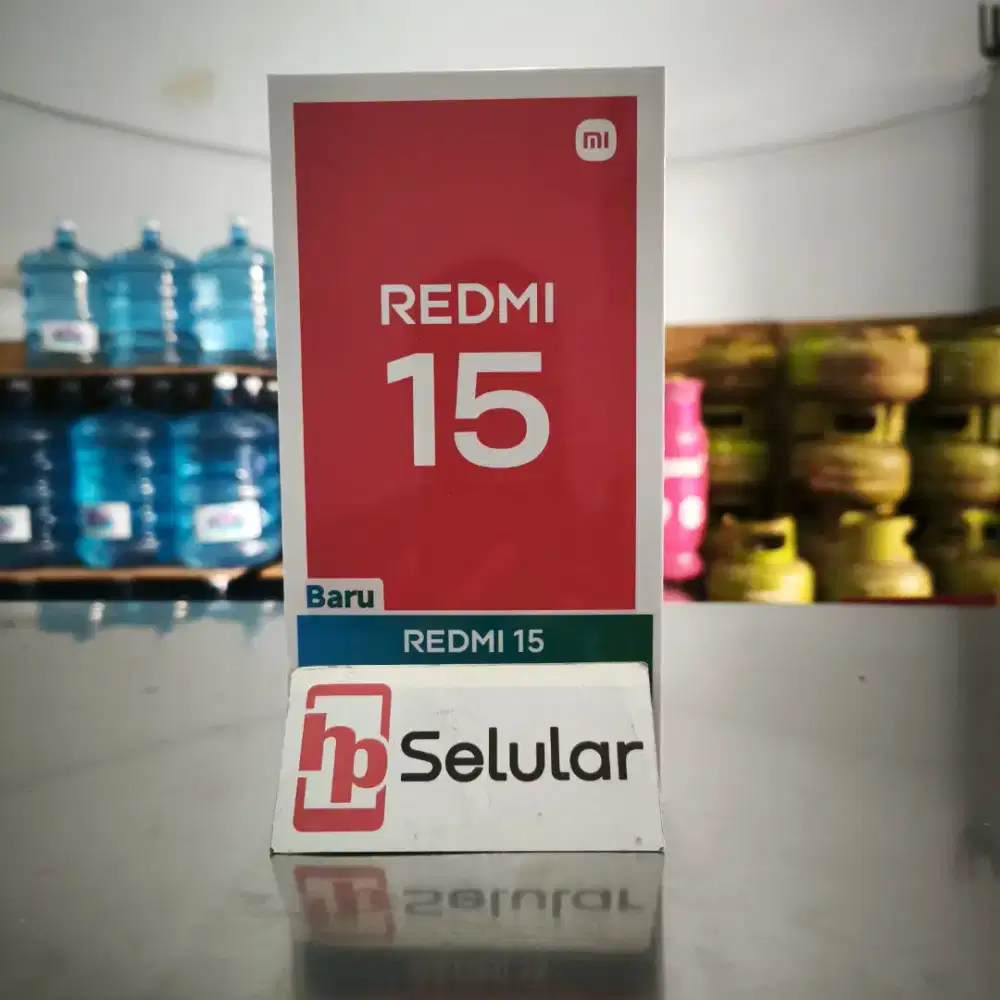 mi
REDMI
15
Baru
REDMI 15
hp Selular